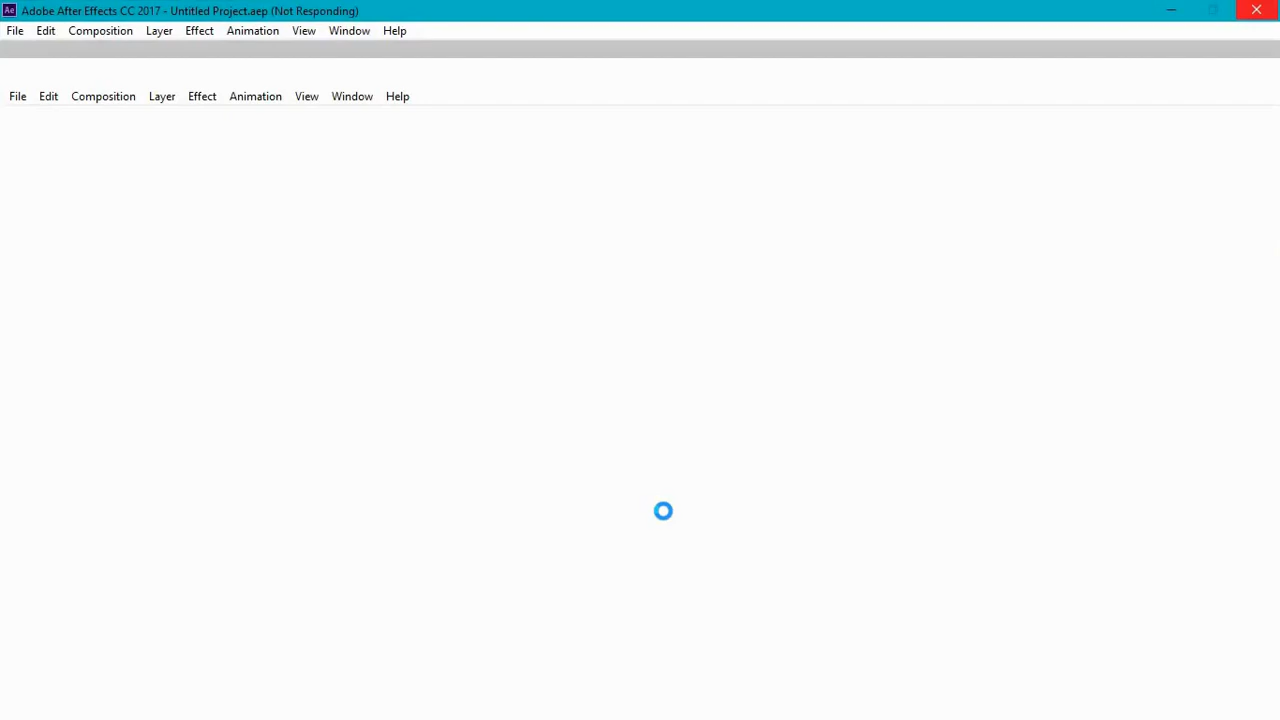 Ae Adobe After Effects CC 2017 - Untitled Project.aep (Not Responding)
File Edit Composition Layer Effect Animation View Window Help
File Edit Composition Layer Effect Animation View Window Help